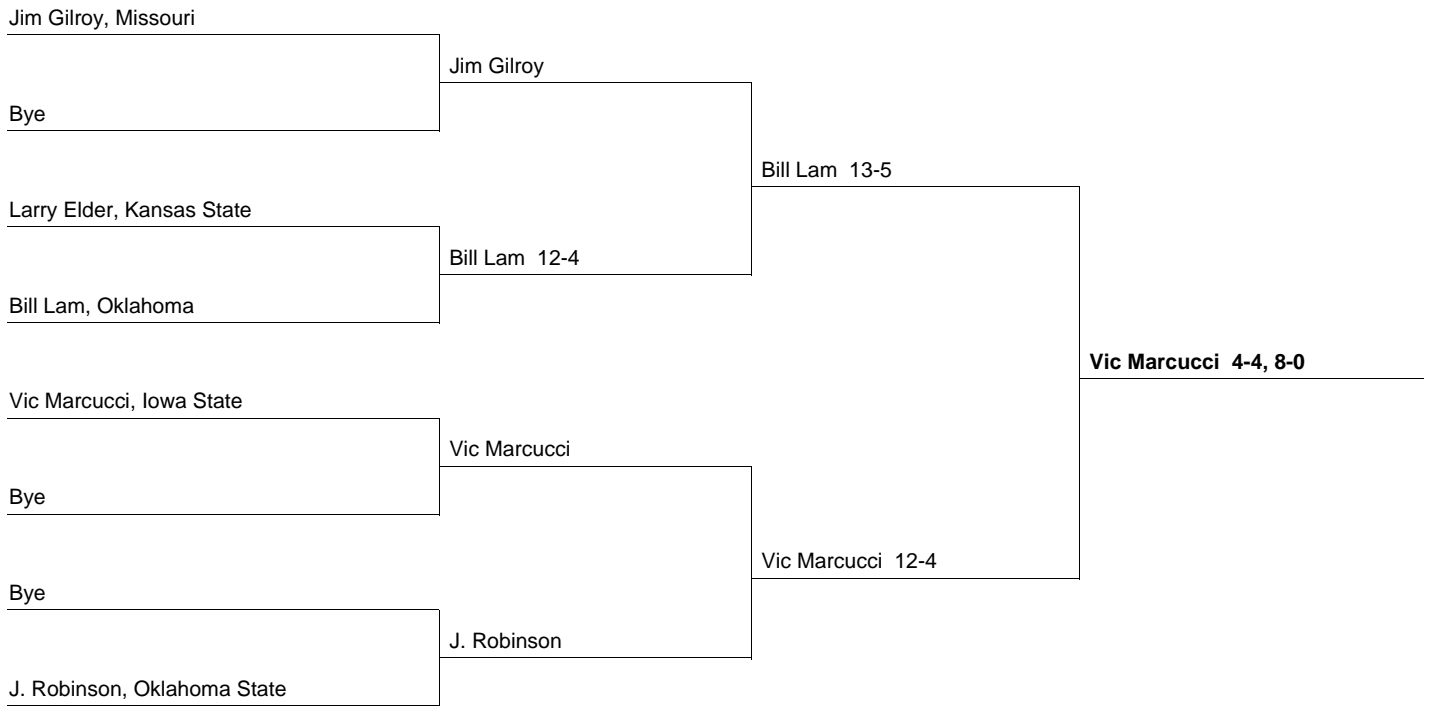 Jim Gilroy, Missouri
Jim Gilroy
Bye
Bill Lam 13-5
Larry Elder, Kansas State
Bill Lam 12-4
Bill Lam, Oklahoma
Vic Marcucci 4-4, 8-0
Vic Marcucci, Iowa State
Vic Marcucci
Bye
Vic Marcucci 12-4
Bye
J. Robinson
J. Robinson, Oklahoma State